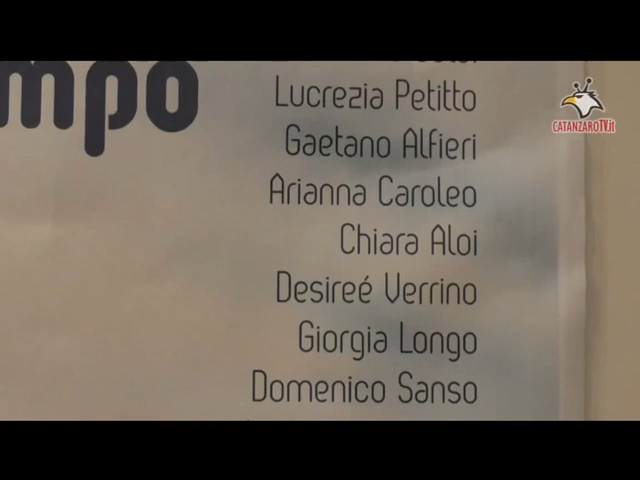 mpo
Lucrezia Petitto
Gaetano Alfieri
Arianna Caroleo
Chiara Aloi
Desireé Verrino
Giorgia Longo
Domenico Sanso
CATANZAROTV.it